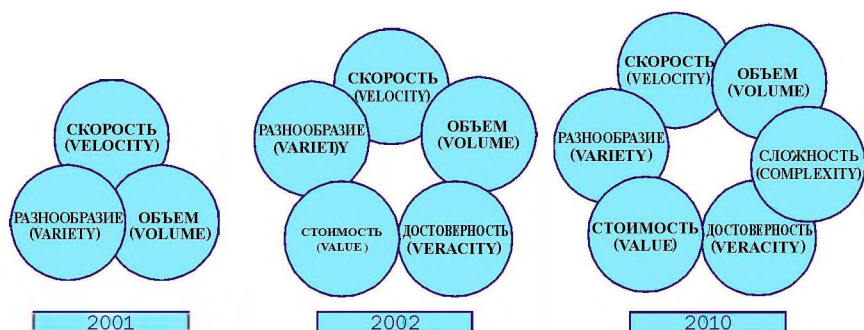 СКОРОСТЬ
(VELOCITY)
РАЗНООБРАЗИЕ
(VARIETY)
ОБЪЕМ
(VOLUME)
2001
СКОРОСТЬ
(VELOCITY)
РАЗНООБРАЗИЕ
(VARIETY)
ОБЪЕМ
(VOLUME)
СТОИМОСТЬ
(VALUE )
ДОСТОВЕРНОСТЬ
(VERACITY)
2002
СКОРОСТЬ
(VELOCITY)
ОБЪЕМ
(VOLUME)
РАЗНООБРАЗИЕ
(VARIETY)
СЛОЖНОСТЬ
(COMPLEXITY)
СТОИМОСТЬ
(VALUE)
ДОСТОВЕРНОСТЬ
(VERACITY)
2010